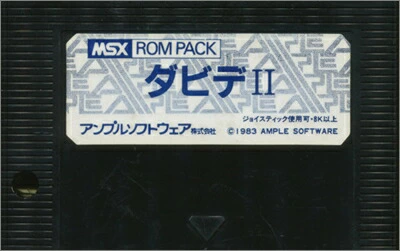 MSX ROM PACK
ダビデII
ジョイスティック使用可・8K以上
アンプルソフトウェア株式会社 ©1983 AMPLE SOFTWARE